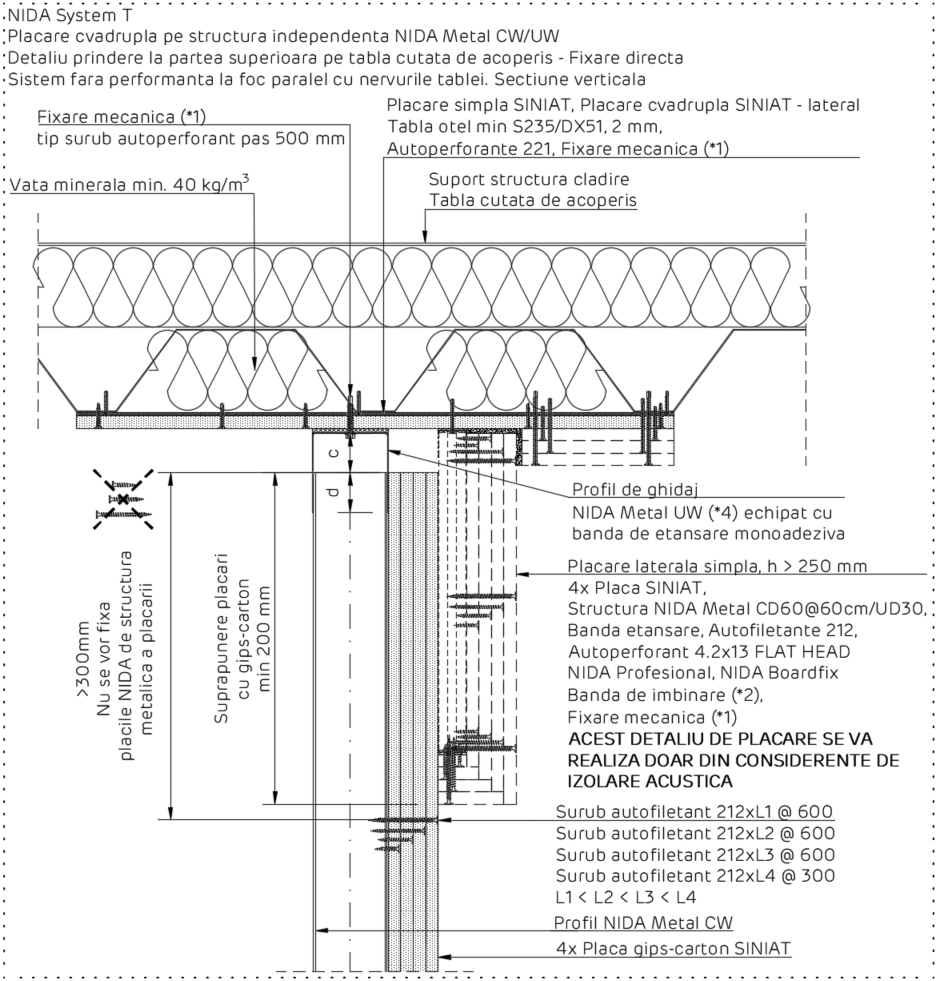 NIDA System T
Placare cvadrupla pe structura independenta NIDA Metal CW/UW
Detaliu prindere la partea superioara pe tabla cutata de acoperis - Fixare directa
Sistem fara performanta la foc paralel cu nervurile tablei. Sectiune verticala
Fixare mecanica (*1)
tip surub autoperforant pas 500 mm
Placare simpla SINIAT, Placare cvadrupla SINIAT - lateral
Tabla otel min S235/DX51, 2 mm,
Autoperforante 221, Fixare mecanica (*1)
Vata minerala min. 40 kg/m³
Suport structura cladire
Tabla cutata de acoperis
c
d
Profil de ghidaj
NIDA Metal UW (*4) echipat cu
banda de etansare monoadeziva
>300mm
Nu se vor fixa
placile NIDA de structura
metalica a placarii
Suprapunere placari
cu gips-carton
min 200 mm
Placare laterala simpla, h > 250 mm
4x Placa SINIAT,
Structura NIDA Metal CD60@60cm/UD30,
Banda etansare, Autofiletante 212,
Autoperforant 4.2x13 FLAT HEAD
NIDA Profesional, NIDA Boardfix
Banda de imbinare (*2),
Fixare mecanica (*1)
ACEST DETALIU DE PLACARE SE VA
REALIZA DOAR DIN CONSIDERENTE DE
IZOLARE ACUSTICA
Surub autofiletant 212xL1 @ 600
Surub autofiletant 212xL2 @ 600
Surub autofiletant 212xL3 @ 600
Surub autofiletant 212xL4 @ 300
L1 < L2 < L3 < L4
Profil NIDA Metal CW
4x Placa gips-carton SINIAT